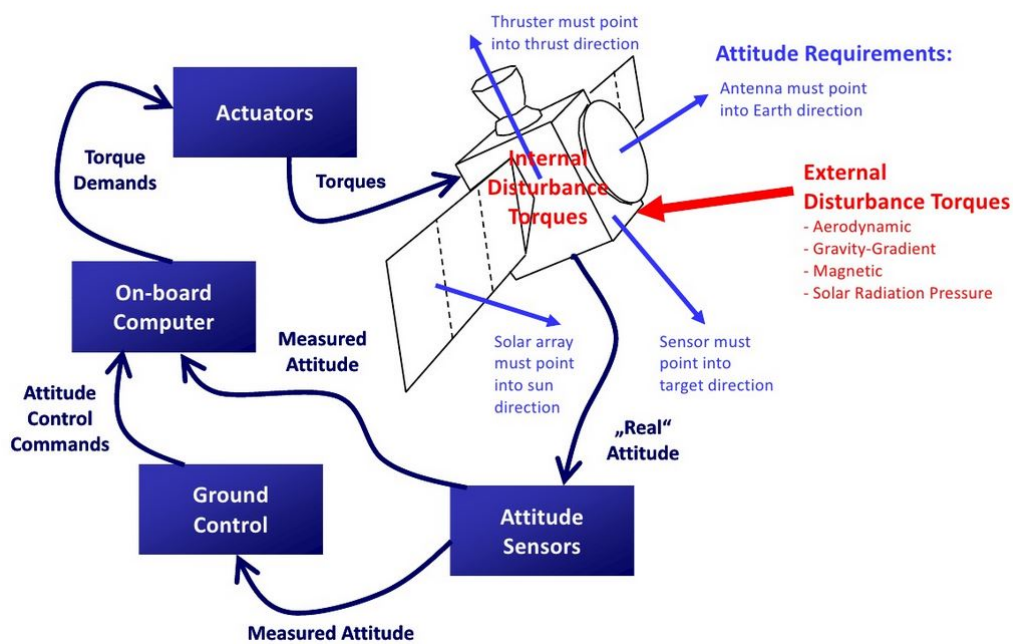 Thruster must point
into thrust direction
Attitude Requirements:
Antenna must point
into Earth direction
Actuators
Torque
Demands
Torques
Internal
Disturbance
Torques
External
Disturbance Torques
- Aerodynamic
- Gravity-Gradient
- Magnetic
- Solar Radiation Pressure
On-board
Computer
Measured
Attitude
Solar array
must point
into sun
direction
Sensor must
point into
target direction
Attitude
Control
Commands
„Real“
Attitude
Ground
Control
Attitude
Sensors
Measured Attitude